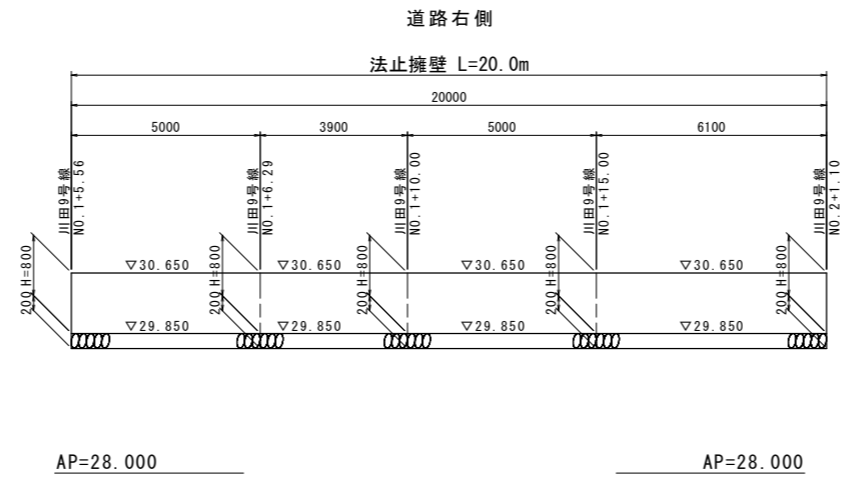 道路右側
法止擁壁 L=20.0m
20000
5000 3900 5000 6100
川田9号線
NO.1+5.56
川田9号線
NO.1+6.29
川田9号線
NO.1+10.00
川田9号線
NO.1+15.00
川田9号線
NO.2+1.10
200 H=800
200 H=800
200 H=800
200 H=800
200 H=800
▽30.650 ▽30.650 ▽30.650 ▽30.650
▽29.850 ▽29.850 ▽29.850 ▽29.850
AP=28.000 AP=28.000